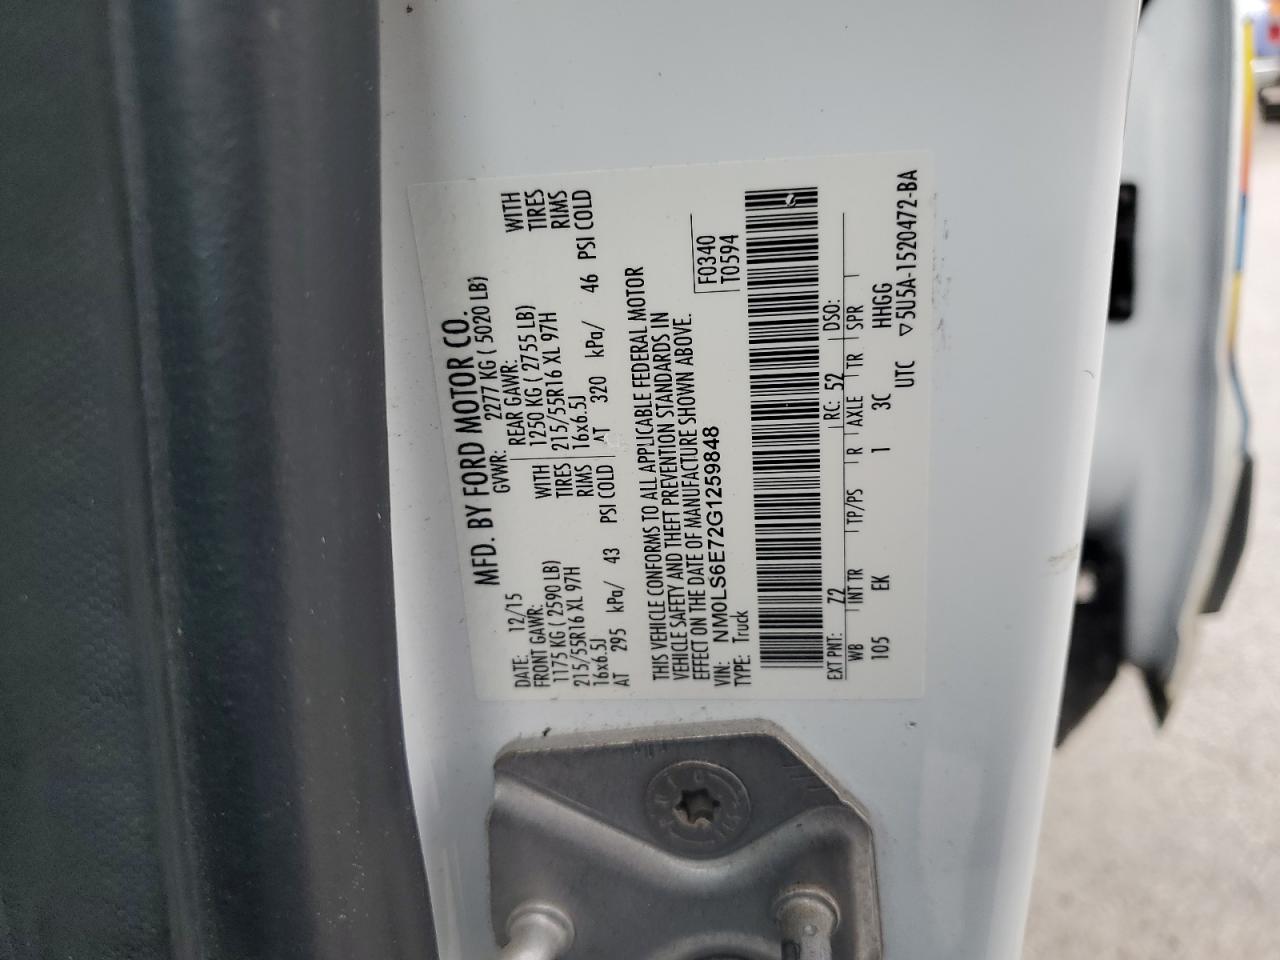 MFD. BY FORD MOTOR CO.
DATE: 12/15 GVWR: 2277 KG ( 5020 LB)
FRONT GAWR: REAR GAWR:
1175 KG ( 2590 LB) WITH 1250 KG ( 2755 LB) WITH
215/55R16 XL 97H TIRES 215/55R16 XL 97H TIRES
16x6.5J RIMS 16x6.5J RIMS
AT 295 kPa/ 43 PSI COLD AT 320 kPa/ 46 PSI COLD
THIS VEHICLE CONFORMS TO ALL APPLICABLE FEDERAL MOTOR
VEHICLE SAFETY AND THEFT PREVENTION STANDARDS IN
EFFECT ON THE DATE OF MANUFACTURE SHOWN ABOVE.
VIN: NM0LS6E72G1259848 F0340
TYPE: Truck T0594
EXT PNT: Z2 RC: 52 DSO:
WB INT TR TP/PS R AXLE TR SPR
105 EK 1 3C HHGG
UTC ▽5U5A-1520472-BA